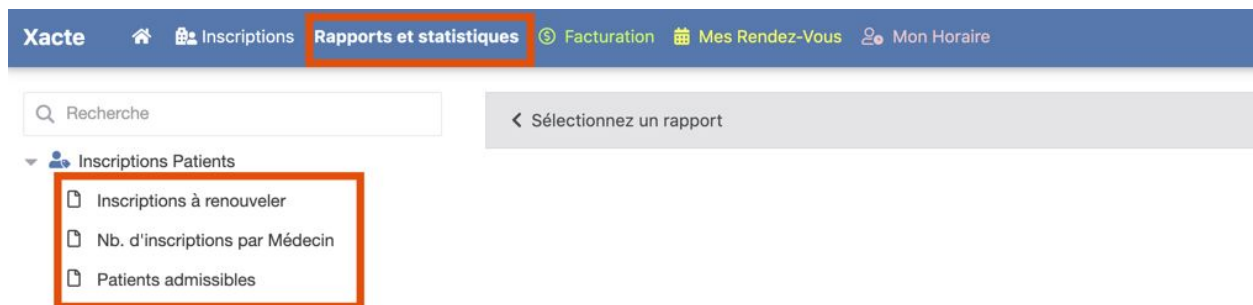 Xacte Inscriptions Rapports et statistiques Facturation Mes Rendez-Vous Mon Horaire
Recherche
Sélectionnez un rapport
Inscriptions Patients
Inscriptions à renouveler
Nb. d'inscriptions par Médecin
Patients admissibles